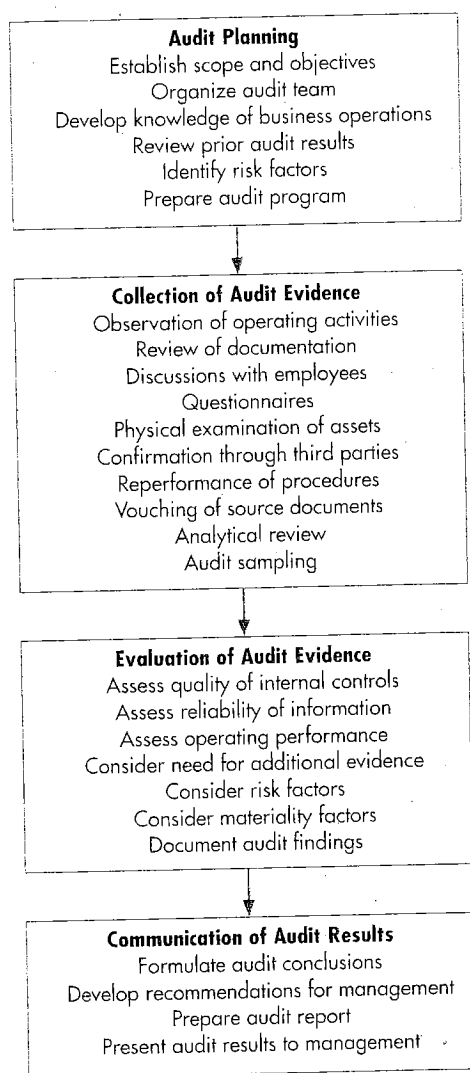 Audit Planning
Establish scope and objectives
Organize audit team
Develop knowledge of business operations
Review prior audit results
Identify risk factors
Prepare audit program
Collection of Audit Evidence
Observation of operating activities
Review of documentation
Discussions with employees
Questionnaires
Physical examination of assets
Confirmation through third parties
Reperformance of procedures
Vouching of source documents
Analytical review
Audit sampling
Evaluation of Audit Evidence
Assess quality of internal controls
Assess reliability of information
Assess operating performance
Consider need for additional evidence
Consider risk factors
Consider materiality factors
Document audit findings
Communication of Audit Results
Formulate audit conclusions
Develop recommendations for management
Prepare audit report
Present audit results to management